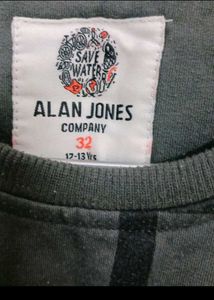 SAVE
WATER
ALAN JONES
COMPANY
32
12-13 Yrs